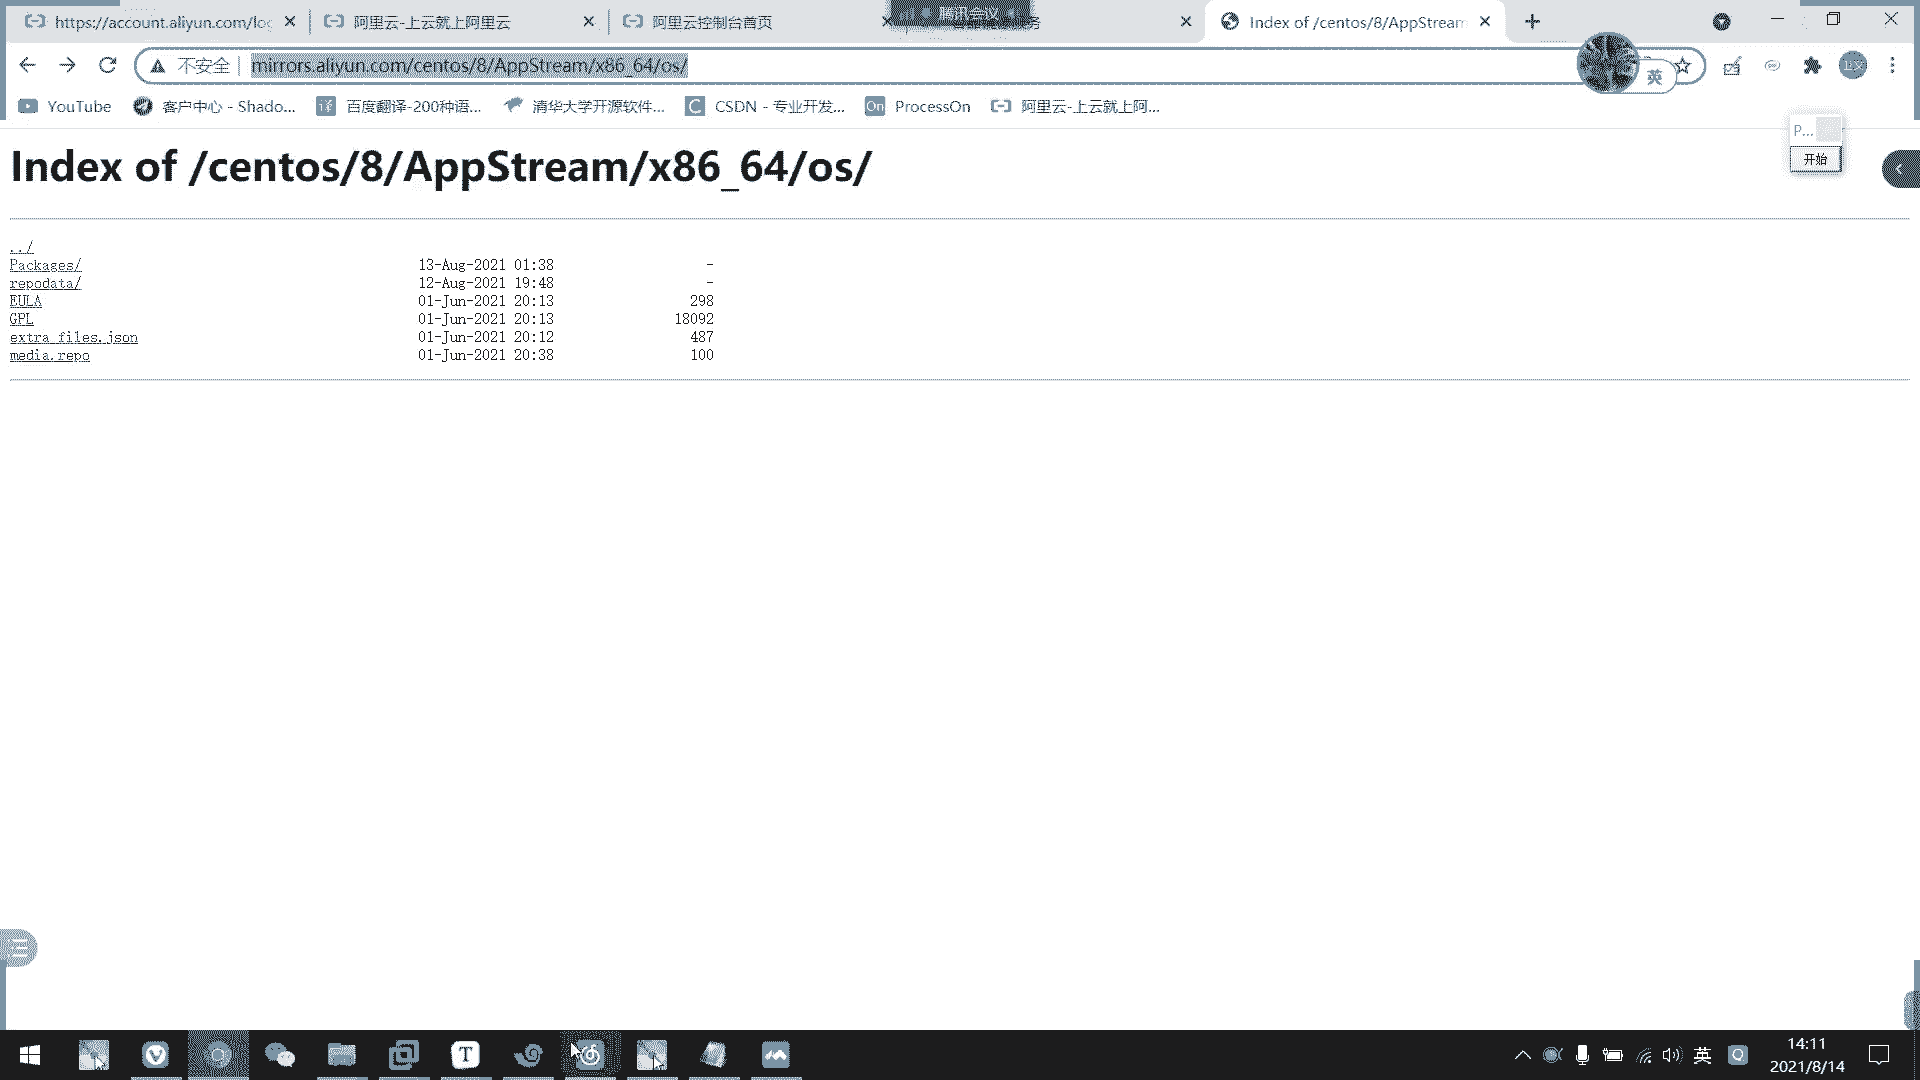 https://account.aliyun.com/log
阿里云-上云就上阿里云
阿里云控制台首页
腾讯会议
Index of /centos/8/AppStream
不安全
mirrors.aliyun.com/centos/8/AppStream/x86_64/os/
英
YouTube
客户中心 - Shado...
译
百度翻译-200种语...
清华大学开源软件...
C
CSDN - 专业开发...
On
ProcessOn
阿里云-上云就上阿...
P...
开始
Index of /centos/8/AppStream/x86_64/os/
../
Packages/ 13-Aug-2021 01:38 -
repodata/ 12-Aug-2021 19:48 -
EULA 01-Jun-2021 20:13 298
GPL 01-Jun-2021 20:13 18092
extra_files.json 01-Jun-2021 20:12 487
media.repo 01-Jun-2021 20:38 100
T
英
14:11
2021/8/14